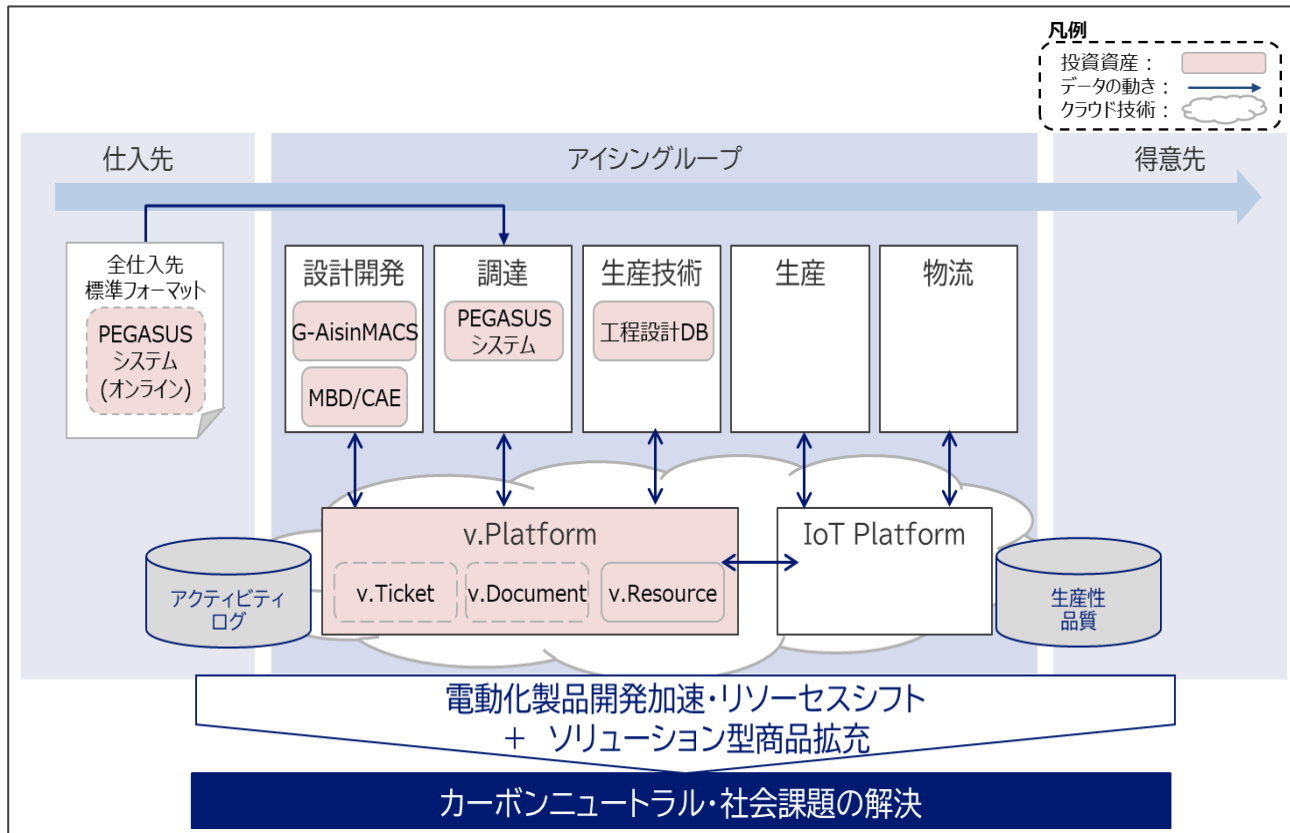 凡例
投資資産：
データの動き：
クラウド技術：
仕入先
アイシングループ
得意先
全仕入先
標準フォーマット
PEGASUS
システム
(オンライン)
設計開発
G-AisinMACS
MBD/CAE
調達
PEGASUS
システム
生産技術
工程設計DB
生産
物流
v.Platform
v.Ticket
v.Document
v.Resource
IoT Platform
アクティビティ
ログ
生産性
品質
電動化製品開発加速・リソーセスシフト
＋ ソリューション型商品拡充
カーボンニュートラル・社会課題の解決